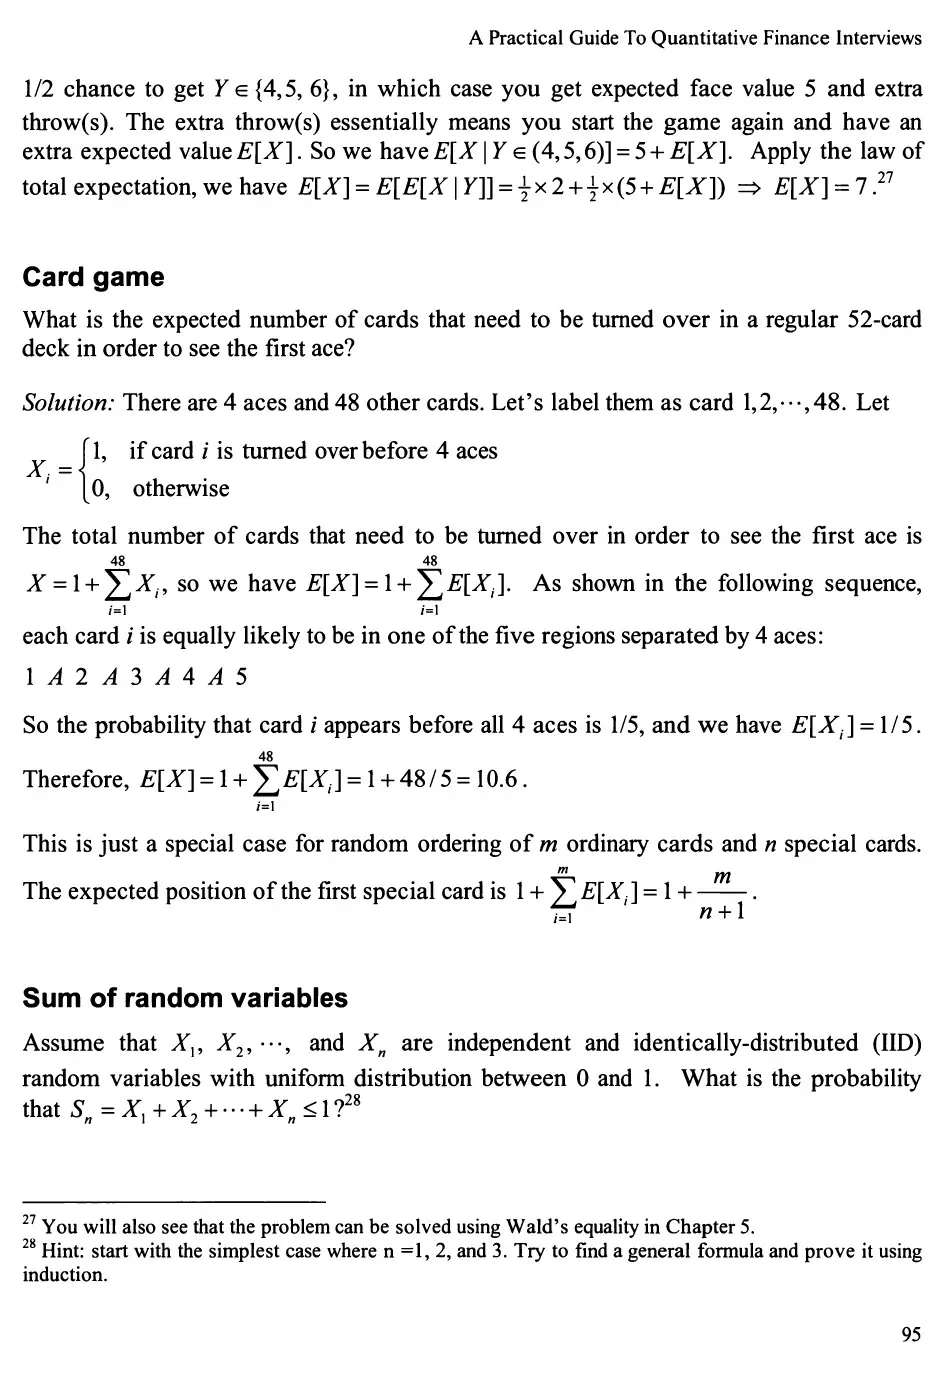 A Practical Guide To Quantitative Finance Interviews
1/2 chance to get Y ∈ {4,5, 6}, in which case you get expected face value 5 and extra
throw(s). The extra throw(s) essentially means you start the game again and have an
extra expected value E[X]. So we have E[X | Y ∈ (4,5,6)] = 5 + E[X]. Apply the law of
total expectation, we have E[X] = E[E[X | Y]] = ½ × 2 + ½ × (5 + E[X]) ⇒ E[X] = 7.²⁷
Card game
What is the expected number of cards that need to be turned over in a regular 52-card
deck in order to see the first ace?
Solution: There are 4 aces and 48 other cards. Let's label them as card 1,2,⋯,48. Let
X_i = { 1, if card i is turned over before 4 aces
0, otherwise
The total number of cards that need to be turned over in order to see the first ace is
X = 1 + ∑_{i=1}^{48} X_i, so we have E[X] = 1 + ∑_{i=1}^{48} E[X_i]. As shown in the following sequence,
each card i is equally likely to be in one of the five regions separated by 4 aces:
1 A 2 A 3 A 4 A 5
So the probability that card i appears before all 4 aces is 1/5, and we have E[X_i] = 1/5.
Therefore, E[X] = 1 + ∑_{i=1}^{48} E[X_i] = 1 + 48/5 = 10.6.
This is just a special case for random ordering of m ordinary cards and n special cards.
The expected position of the first special card is 1 + ∑_{i=1}^{m} E[X_i] = 1 + m/(n + 1).
Sum of random variables
Assume that X₁, X₂, ⋯, and Xₙ are independent and identically-distributed (IID)
random variables with uniform distribution between 0 and 1. What is the probability
that Sₙ = X₁ + X₂ + ⋯ + Xₙ ≤ 1?²⁸
²⁷ You will also see that the problem can be solved using Wald's equality in Chapter 5.
²⁸ Hint: start with the simplest case where n =1, 2, and 3. Try to find a general formula and prove it using
induction.
95